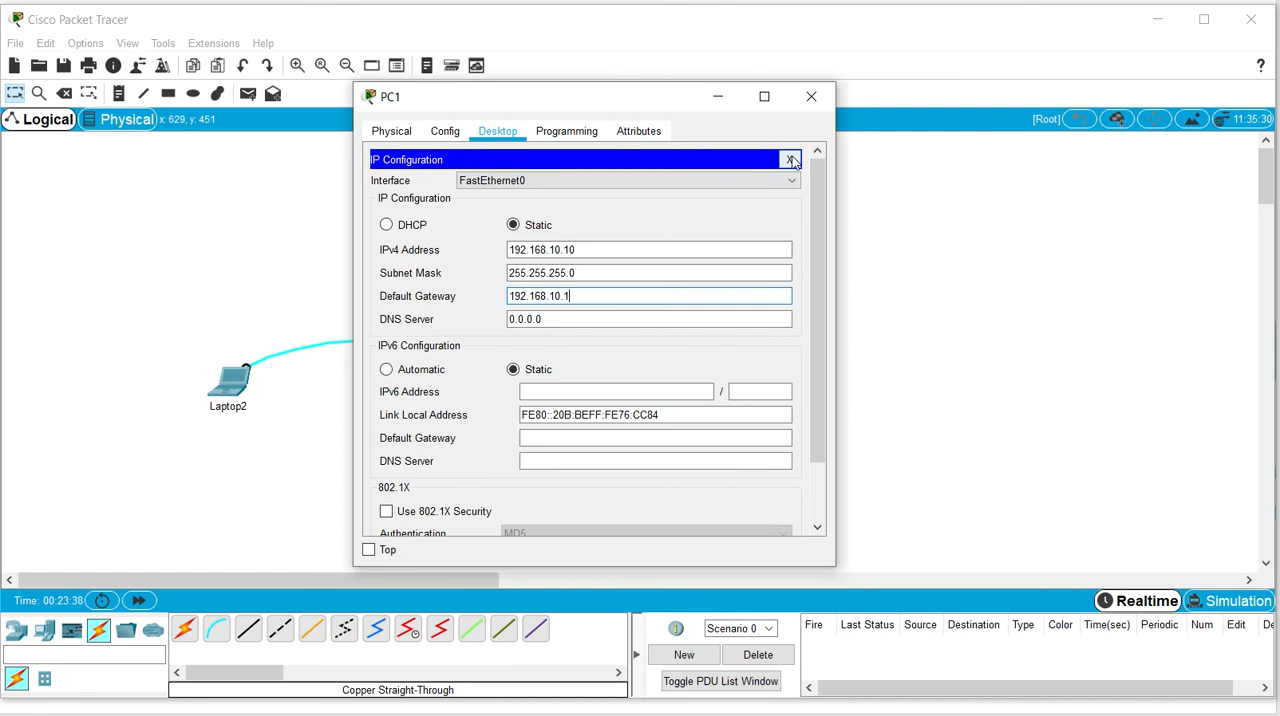 Cisco Packet Tracer
File Edit Options View Tools Extensions Help
?
Logical Physical x: 629, y: 451 [Root] 11:35:30
PC1
Physical Config Desktop Programming Attributes
IP Configuration X
Interface FastEthernet0
IP Configuration
DHCP Static
IPv4 Address 192.168.10.10
Subnet Mask 255.255.255.0
Default Gateway 192.168.10.1
DNS Server 0.0.0.0
IPv6 Configuration
Automatic Static
IPv6 Address /
Link Local Address FE80::20B:BEFF:FE76:CC84
Default Gateway
DNS Server
802.1X
Use 802.1X Security
Authentication MD5
Top
Laptop2
Time: 00:23:38 Realtime Simulation
Scenario 0
New Delete
Toggle PDU List Window
Fire Last Status Source Destination Type Color Time(sec) Periodic Num Edit De
Copper Straight-Through